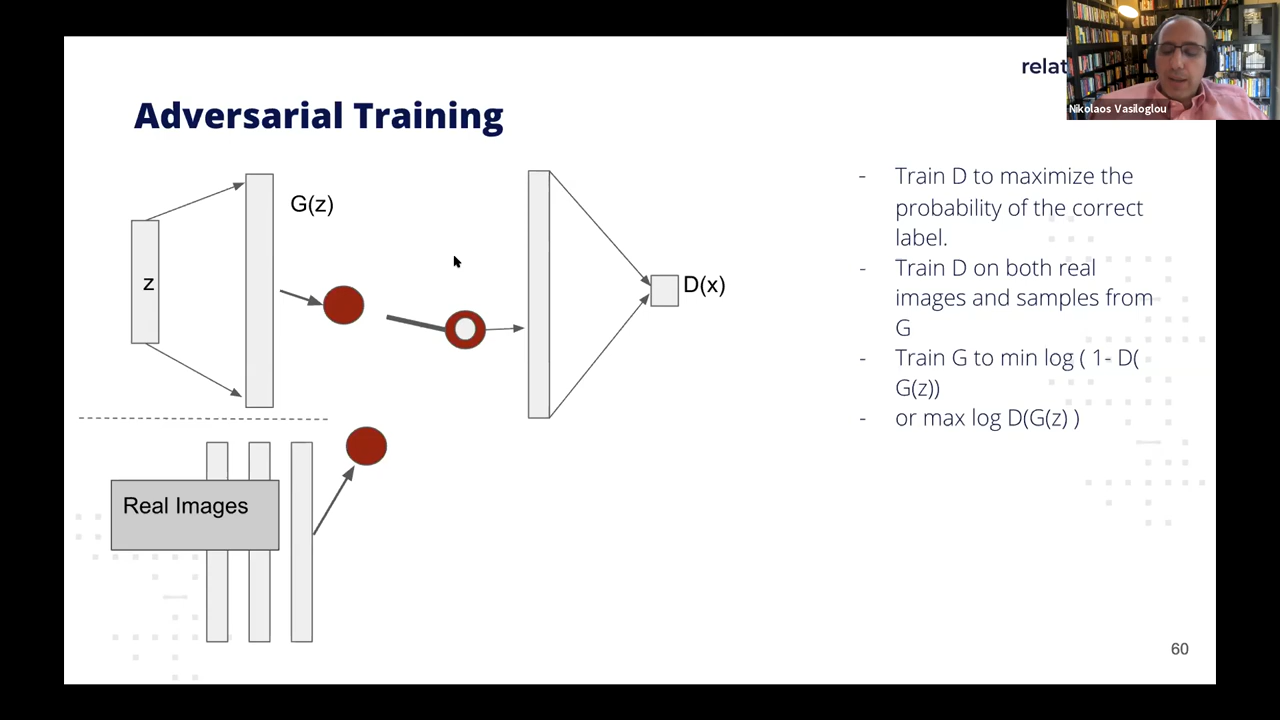 relat
Nikolaos Vasiloglou
Adversarial Training
G(z)
z
D(x)
Real Images
- Train D to maximize the
probability of the correct
label.
- Train D on both real
images and samples from
G
- Train G to min log ( 1- D(
G(z))
- or max log D(G(z) )
60